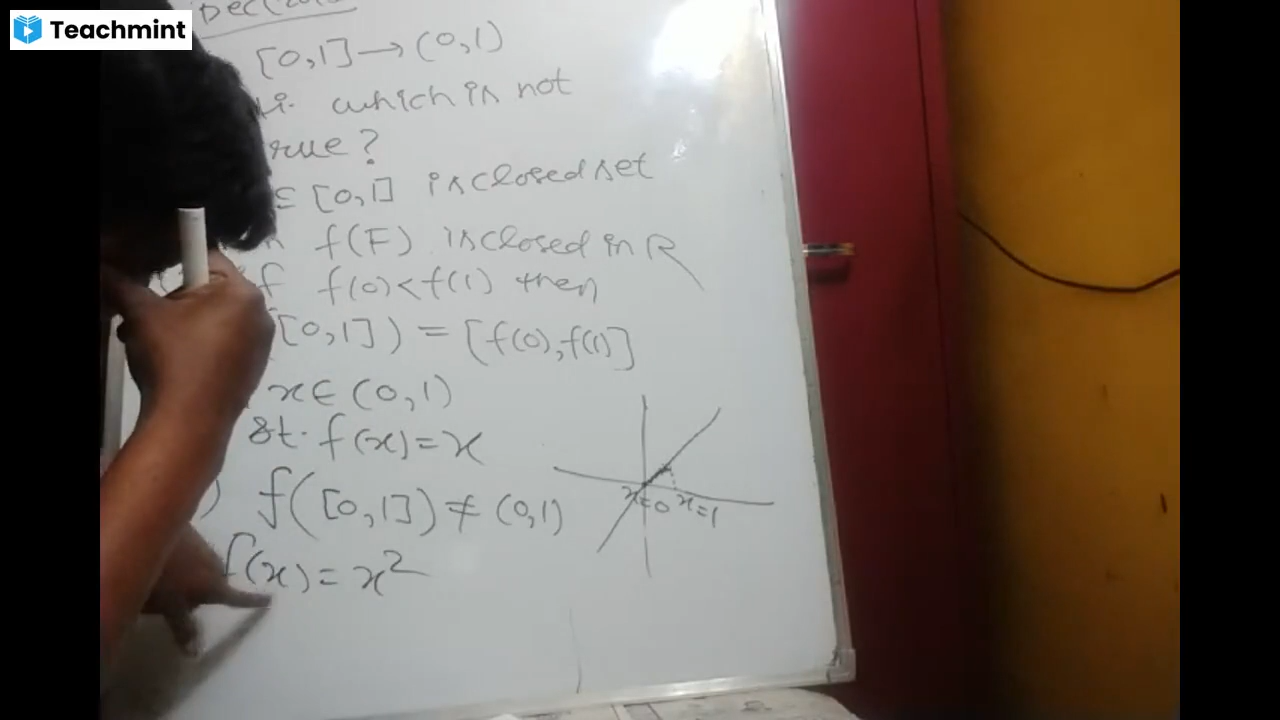 Teachmint
[0,1] → (0,1)
which is not
rue?
⊆ [0,1] is closed set
f(F) is closed in R
f f(0)<f(1) then
[0,1]) = [f(0),f(1)]
x∈(0,1)
st. f(x)=x
) f([0,1]) ≠ (0,1)
x=0 x=1
f(x)=x²